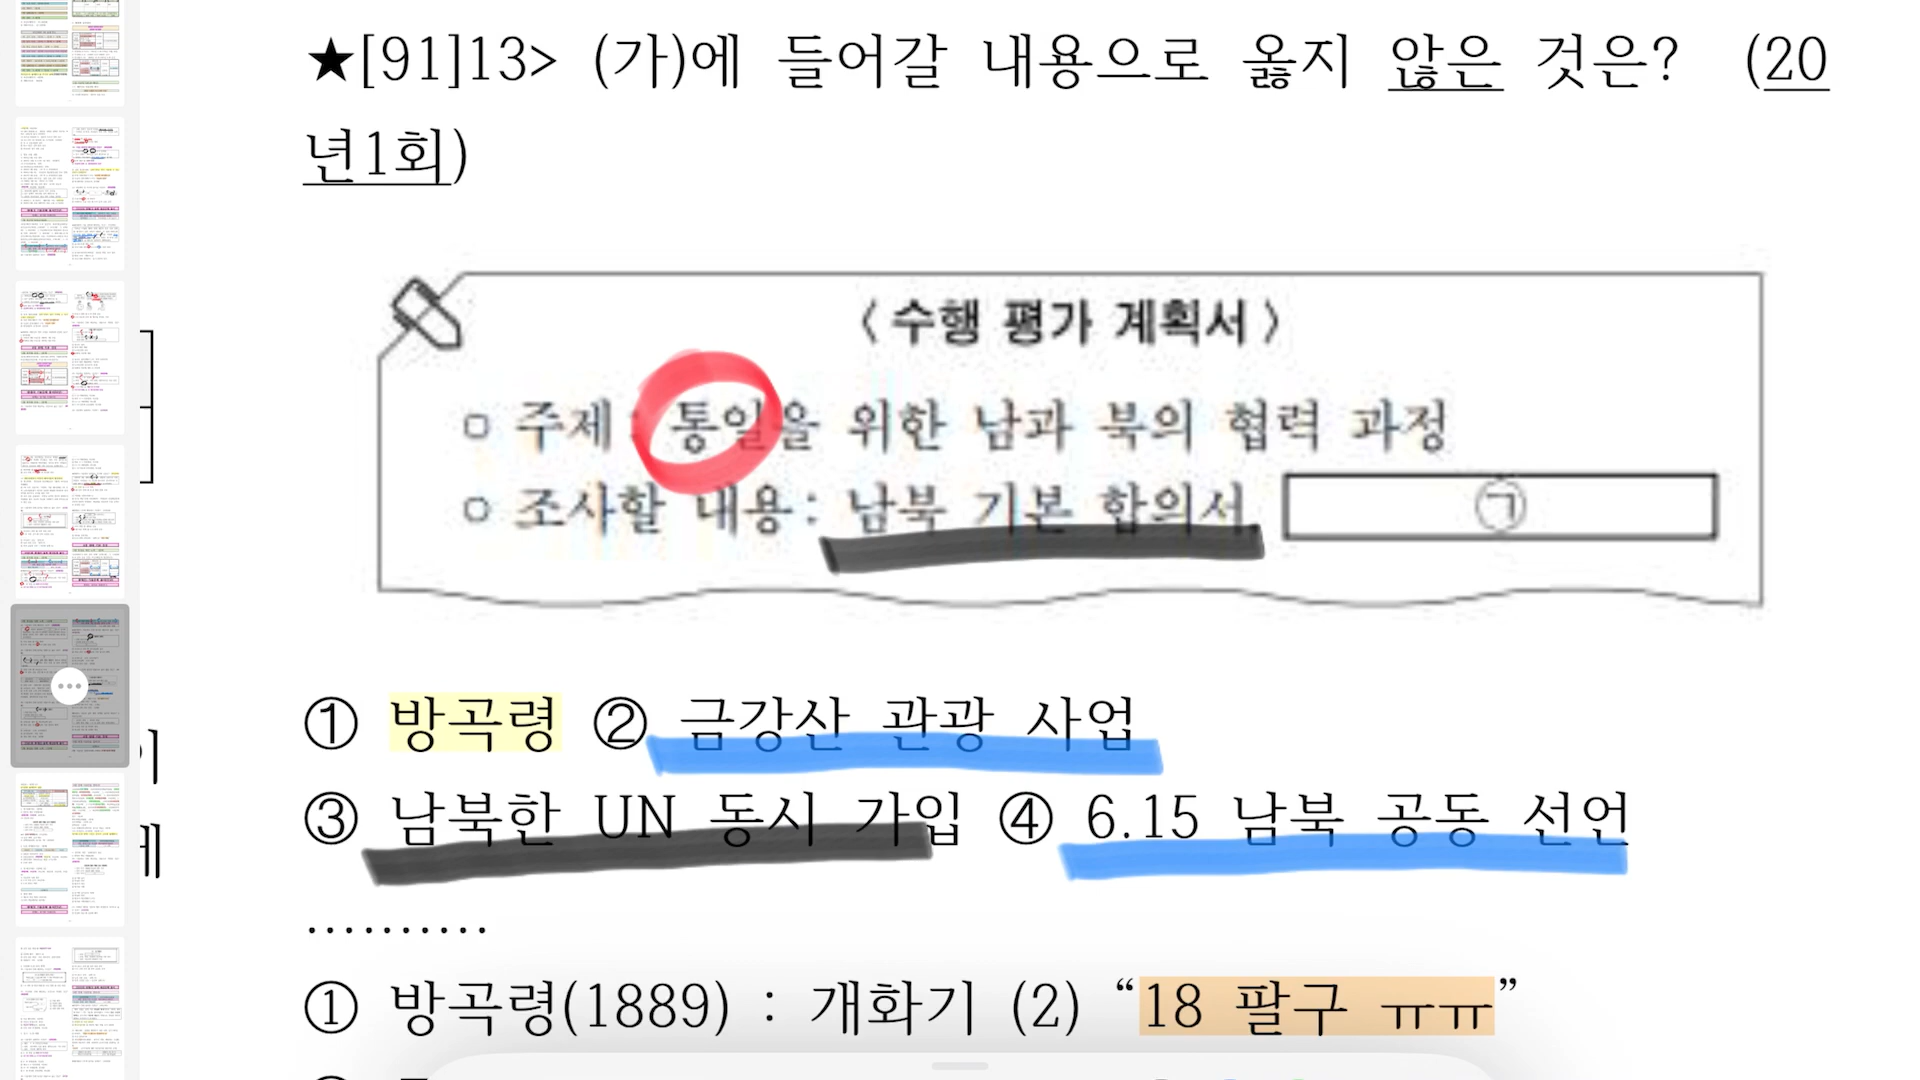 ★[91]13> (가)에 들어갈 내용으로 옳지 않은 것은? (20
년1회)
〈 수행 평가 계획서 〉
○ 주제 : 통일을 위한 남과 북의 협력 과정
○ 조사할 내용 : 남북 기본 합의서 ㉠
① 방곡령 ② 금강산 관광 사업
③ 남북한 UN 동시 가입 ④ 6.15 남북 공동 선언
..........
① 방곡령(1889) : 개화기 (2) “18 팔구 ㅠㅠ”